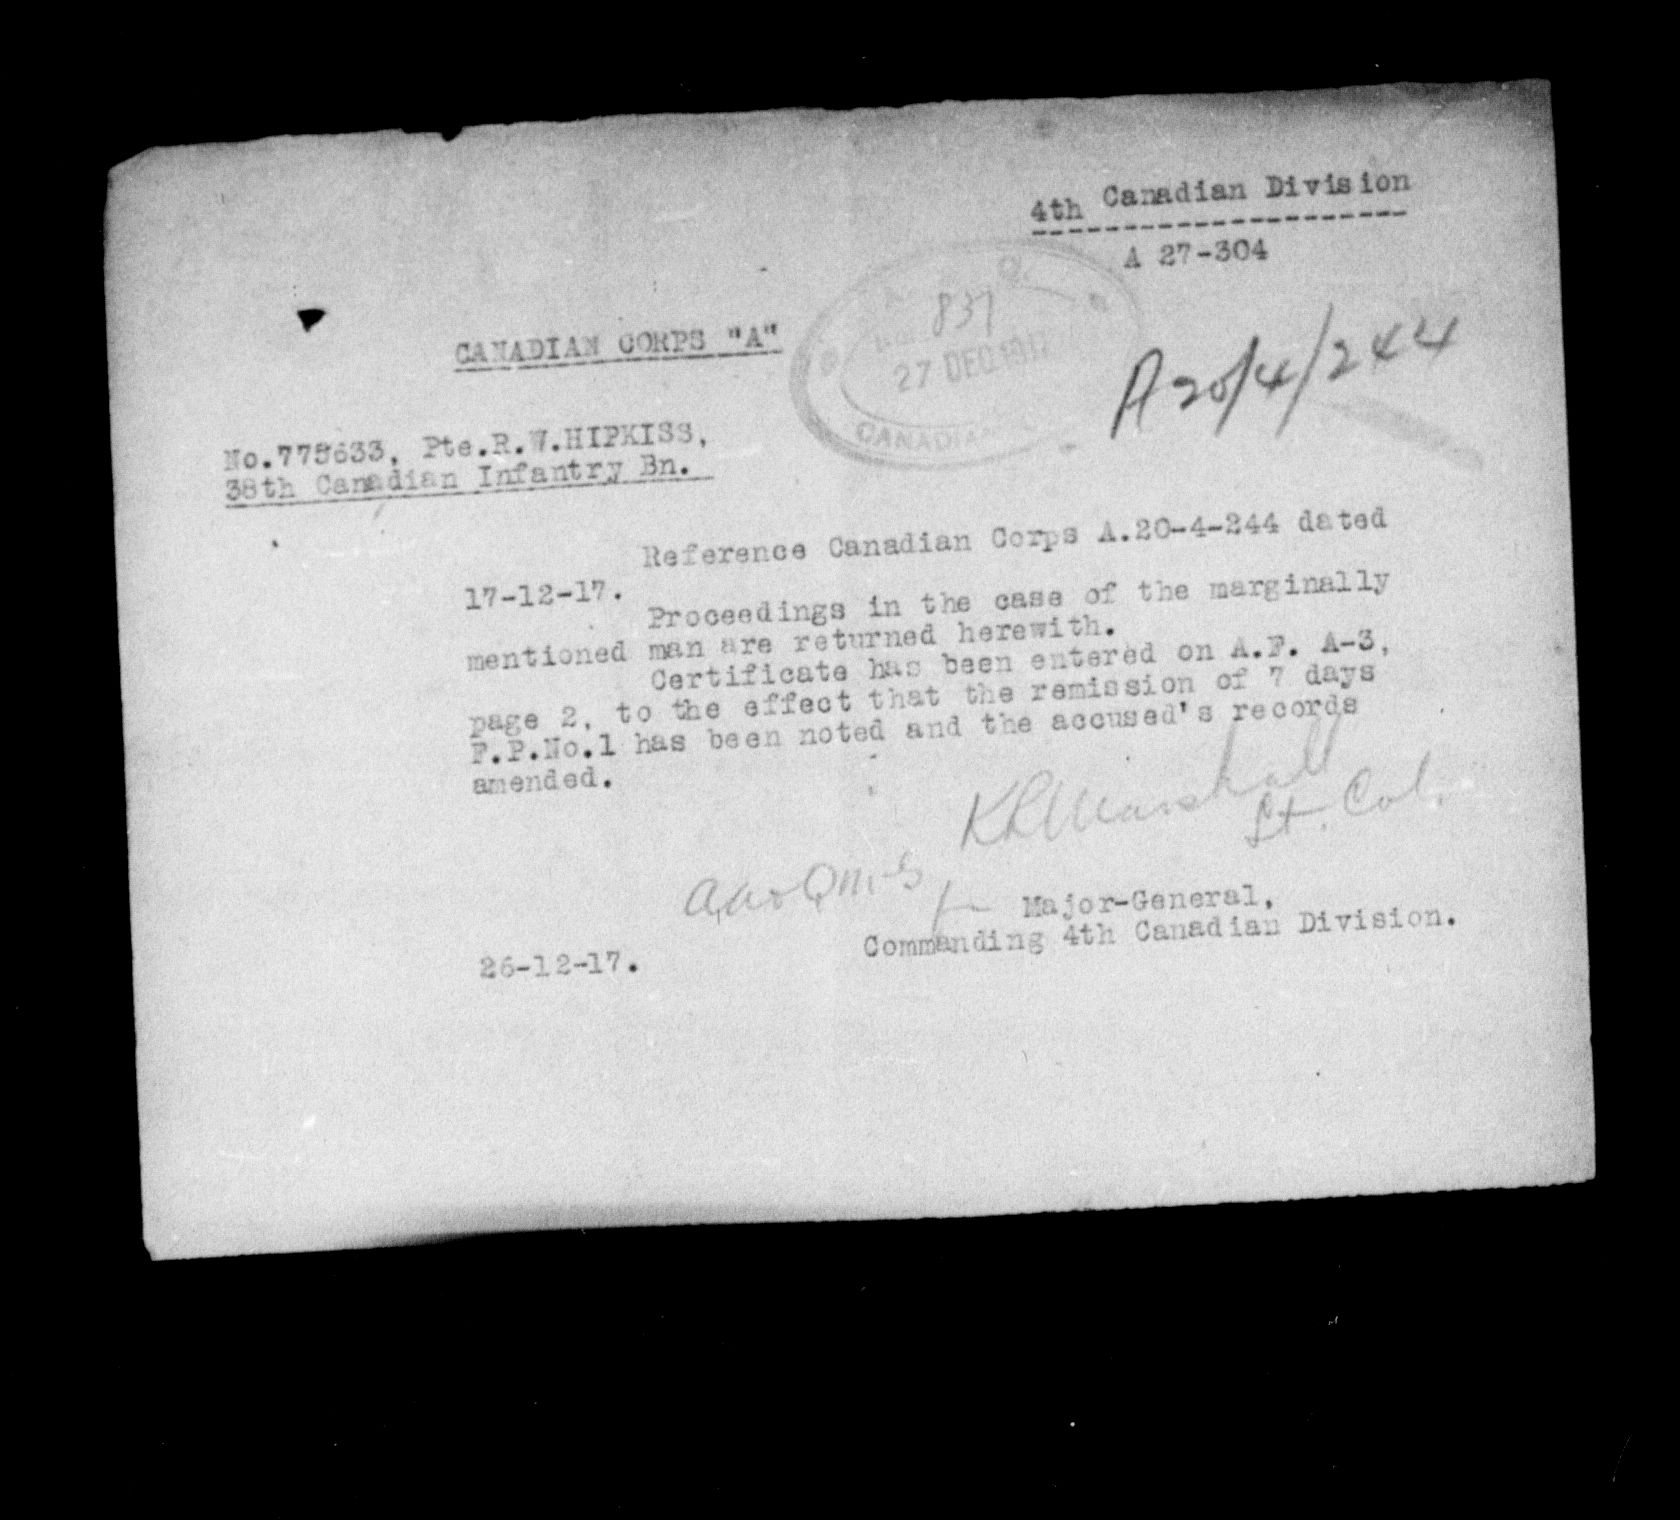 4th Canadian Division
A 27-304
837
27 DEC 1917
CANADIAN
CANADIAN CORPS "A"
A 20/4/244
No.775633, Pte.R.W.HIPKISS,
38th Canadian Infantry Bn.
Reference Canadian Corps A.20-4-244 dated
17-12-17.
Proceedings in the case of the marginally
mentioned man are returned herewith.
Certificate has been entered on A.F. A-3,
page 2, to the effect that the remission of 7 days
F.P.No.1 has been noted and the accused's records
amended.
Marshall
Lt. Col.
for Major-General,
Commanding 4th Canadian Division.
26-12-17.